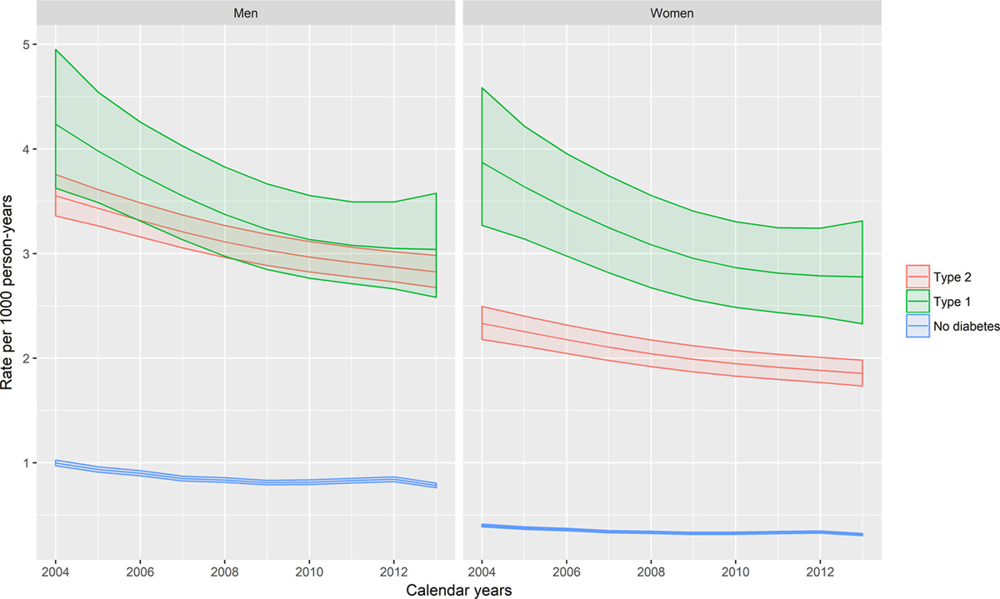 Men
Women
Rate per 1000 person-years
5
4
3
2
1
2004 2006 2008 2010 2012
2004 2006 2008 2010 2012
Calendar years
Type 2
Type 1
No diabetes